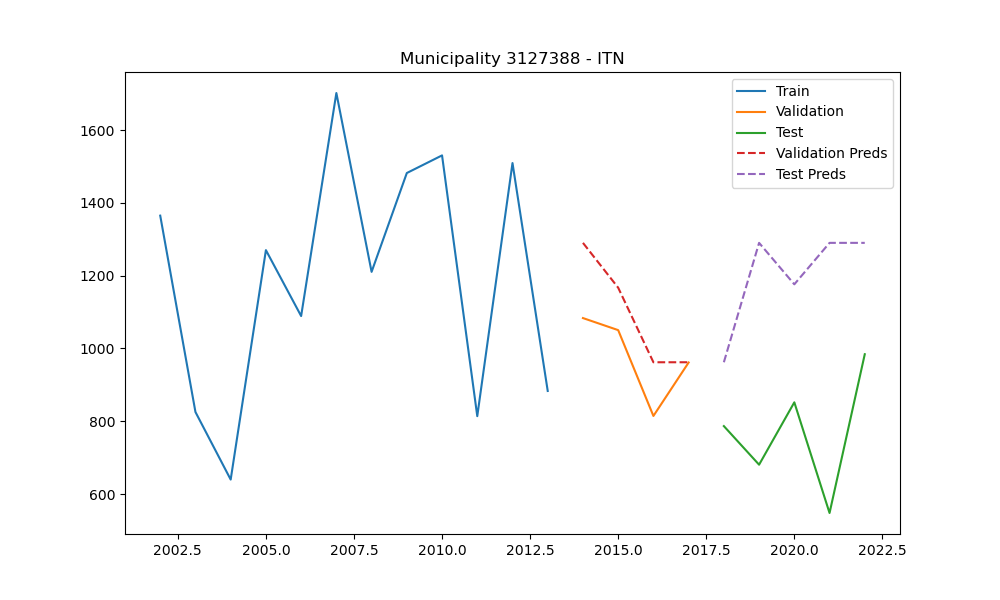 Municipality 3127388 - ITN
Train
Validation
Test
Validation Preds
Test Preds
1600
1400
1200
1000
800
600
2002.5 2005.0 2007.5 2010.0 2012.5 2015.0 2017.5 2020.0 2022.5